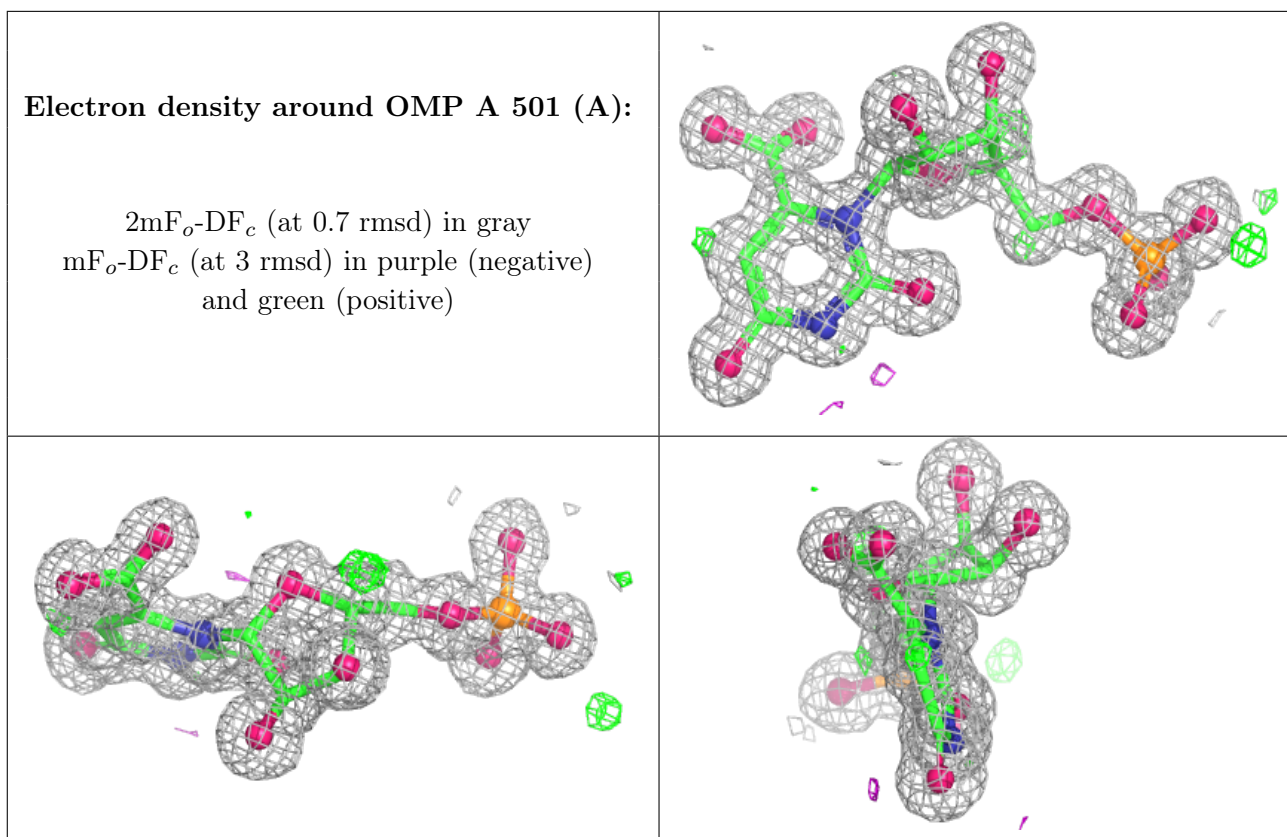 Electron density around OMP A 501 (A):
2mFo-DFc (at 0.7 rmsd) in gray
mFo-DFc (at 3 rmsd) in purple (negative)
and green (positive)